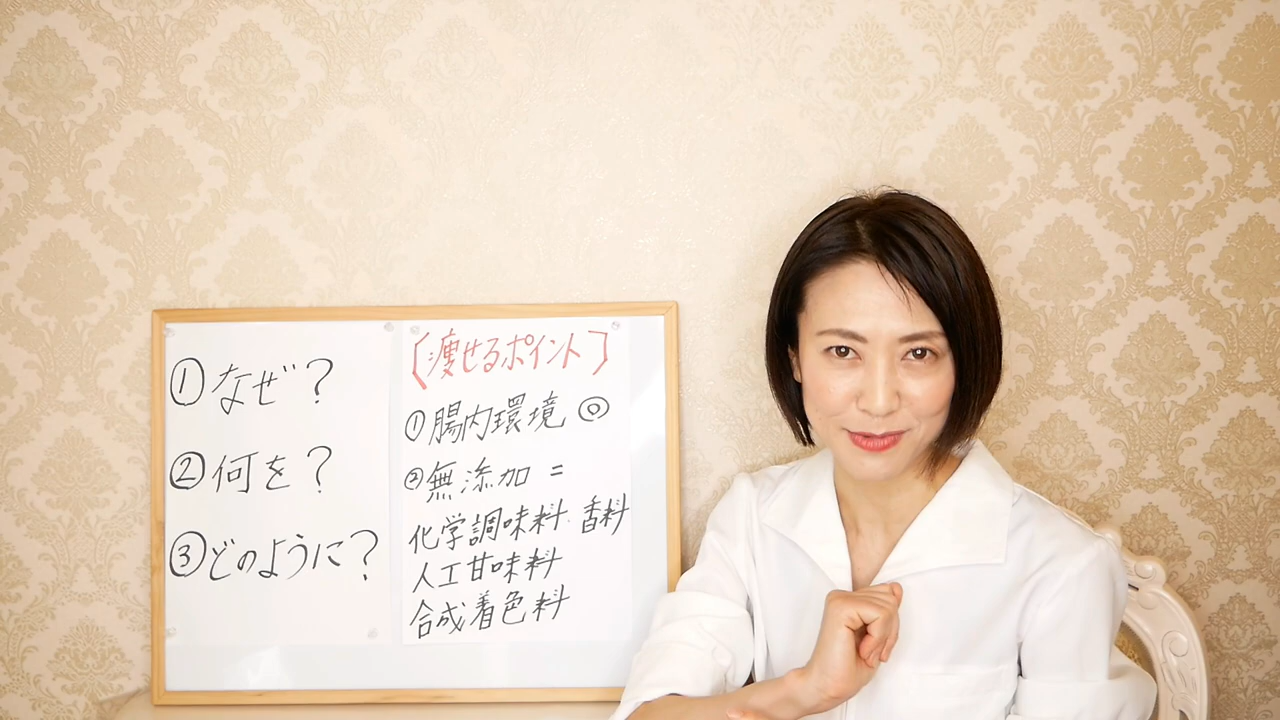 ①なぜ?
②何を?
③どのように?
〔痩せるポイント〕
①腸内環境◎
②無添加=
化学調味料・香料
人工甘味料
合成着色料